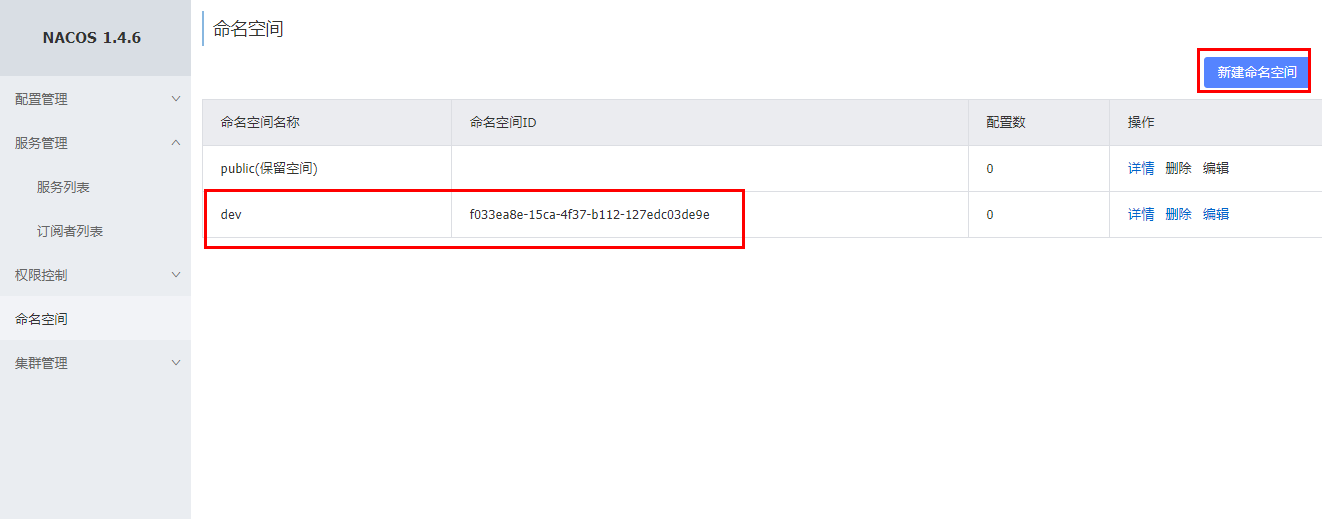 NACOS 1.4.6
配置管理
服务管理
服务列表
订阅者列表
权限控制
命名空间
集群管理
命名空间
新建命名空间
命名空间名称 命名空间ID 配置数 操作
public(保留空间) 0 详情 删除 编辑
dev f033ea8e-15ca-4f37-b112-127edc03de9e 0 详情 删除 编辑